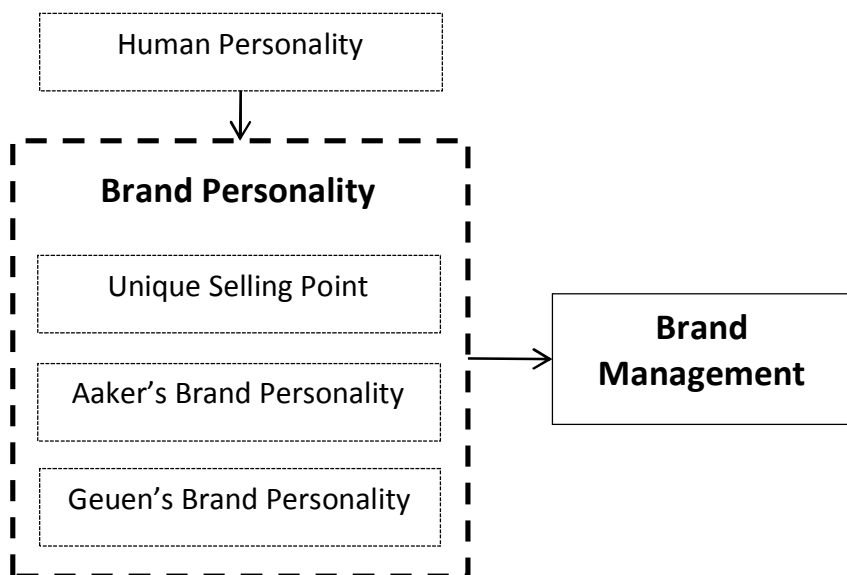 Human Personality
Brand Personality
Unique Selling Point
Aaker’s Brand Personality
Geuen’s Brand Personality
Brand
Management